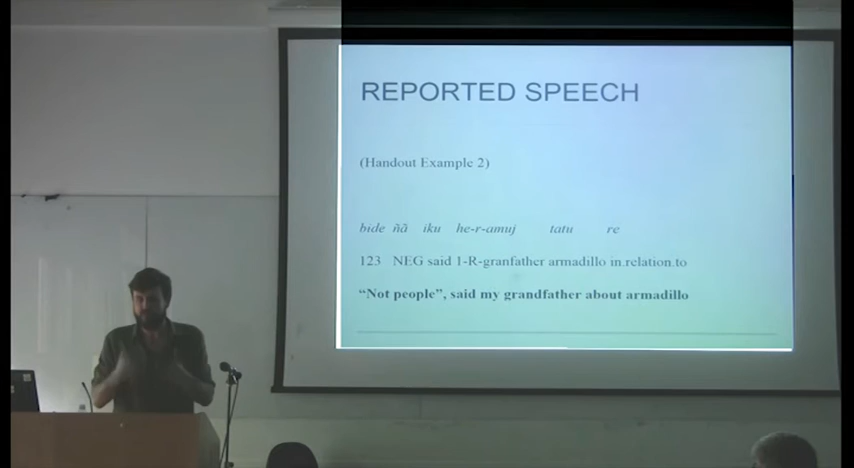 REPORTED SPEECH
(Handout Example 2)
bide ñã iku he-r-amuj tatu re
123 NEG said 1-R-granfather armadillo in.relation.to
“Not people”, said my grandfather about armadillo